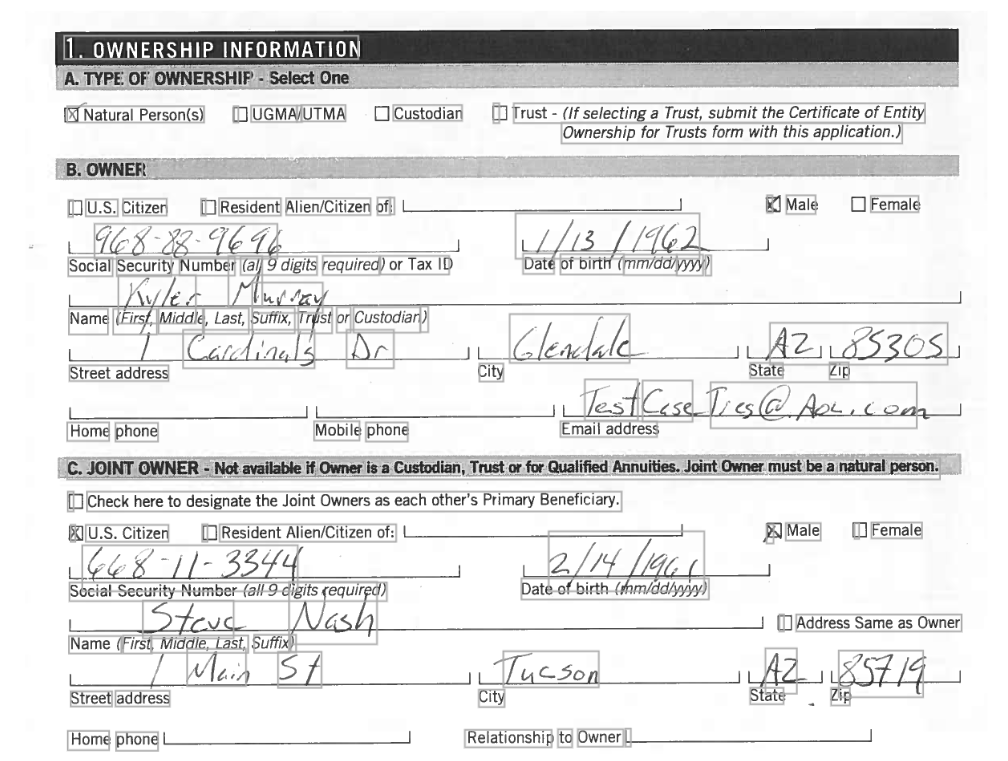 1. OWNERSHIP INFORMATION
A. TYPE OF OWNERSHIP - Select One
Natural Person(s) UGMA/UTMA Custodian Trust - (If selecting a Trust, submit the Certificate of Entity
Ownership for Trusts form with this application.)
B. OWNER
U.S. Citizen Resident Alien/Citizen of: Male Female
968-88-9696 1/13/1962
Social Security Number (all 9 digits required) or Tax ID Date of birth (mm/dd/yyyy)
Kyler Murray
Name (First, Middle, Last, Suffix, Trust or Custodian)
1 Cardinals Dr Glendale AZ 85305
Street address City State Zip
TestCaseTies@AOL.com
Home phone Mobile phone Email address
C. JOINT OWNER - Not available if Owner is a Custodian, Trust or for Qualified Annuities. Joint Owner must be a natural person.
Check here to designate the Joint Owners as each other's Primary Beneficiary.
U.S. Citizen Resident Alien/Citizen of: Male Female
668-11-3344 2/14/1961
Social Security Number (all 9 digits required) Date of birth (mm/dd/yyyy)
Steve Nash Address Same as Owner
Name (First, Middle, Last, Suffix)
1 Main St Tucson AZ 85719
Street address City State Zip
Home phone Relationship to Owner